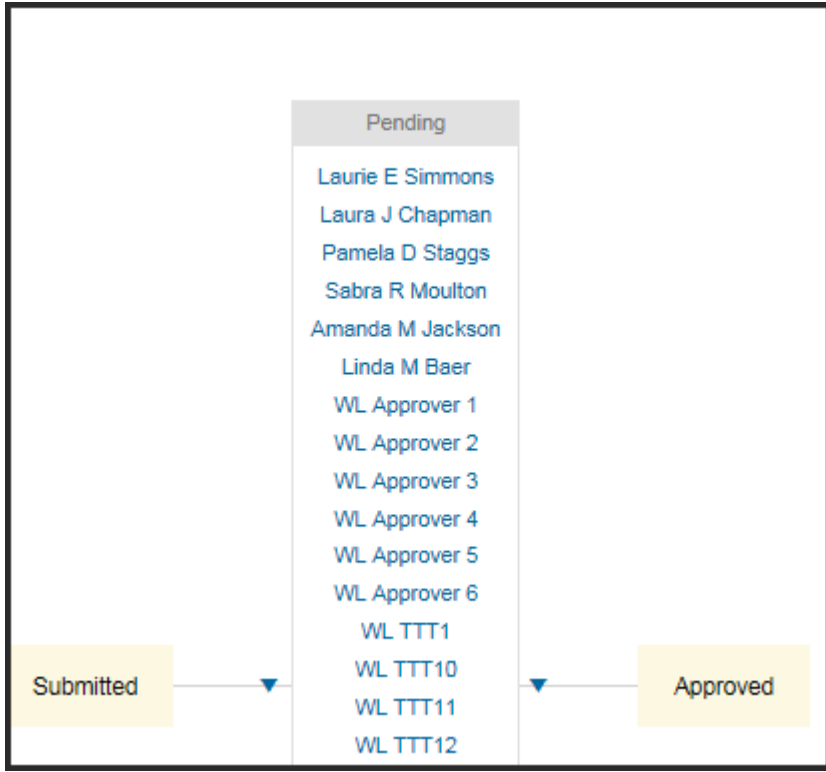 Pending
Laurie E Simmons
Laura J Chapman
Pamela D Staggs
Sabra R Moulton
Amanda M Jackson
Linda M Baer
WL Approver 1
WL Approver 2
WL Approver 3
WL Approver 4
WL Approver 5
WL Approver 6
WL TTT1
WL TTT10
WL TTT11
WL TTT12
Submitted
Approved